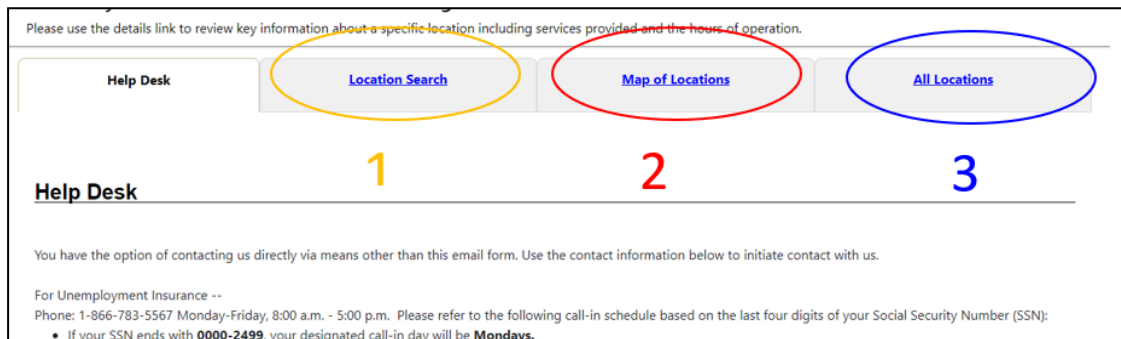 Please use the details link to review key information about a specific location including services provided and the hours of operation.
Help Desk
Location Search
Map of Locations
All Locations
1
2
3
Help Desk
You have the option of contacting us directly via means other than this email form. Use the contact information below to initiate contact with us.
For Unemployment Insurance --
Phone: 1-866-783-5567 Monday-Friday, 8:00 a.m. - 5:00 p.m. Please refer to the following call-in schedule based on the last four digits of your Social Security Number (SSN):
• If your SSN ends with 0000-2499, your designated call-in day will be Mondays.